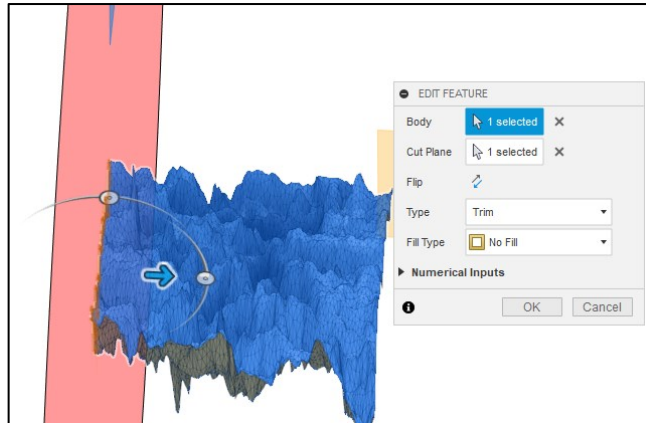 EDIT FEATURE
Body 1 selected
Cut Plane 1 selected
Flip
Type Trim
Fill Type No Fill
Numerical Inputs
OK Cancel